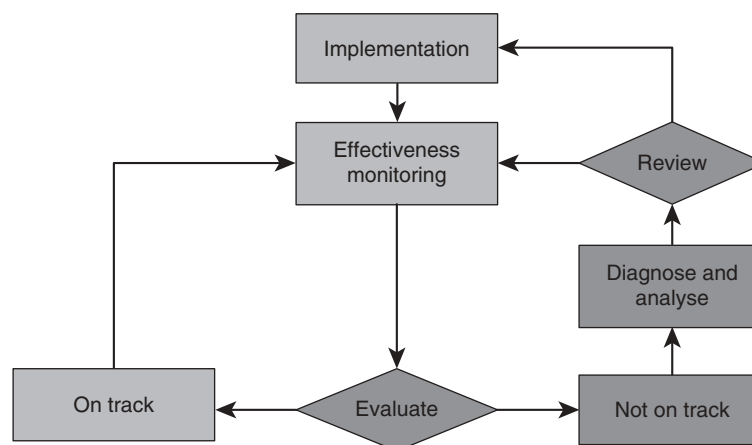 Implementation
Effectiveness
monitoring
Review
Diagnose and
analyse
On track
Evaluate
Not on track